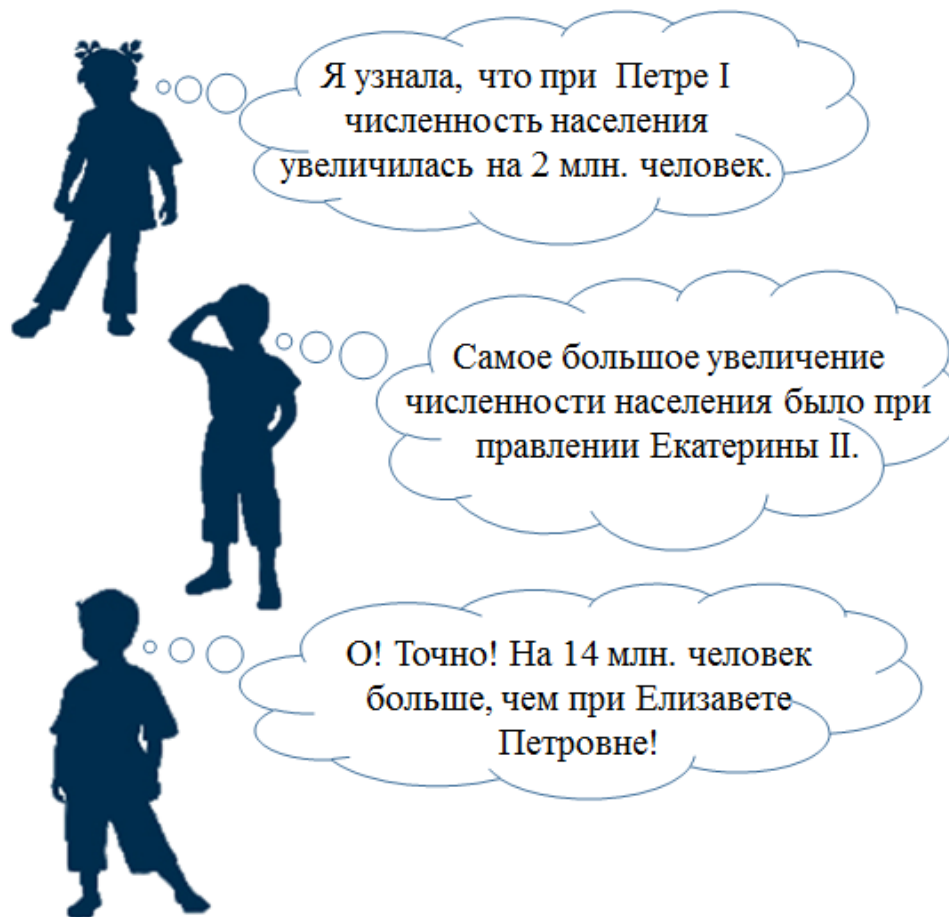 Я узнала, что при Петре I
численность населения
увеличилась на 2 млн. человек.
Самое большое увеличение
численности населения было при
правлении Екатерины II.
О! Точно! На 14 млн. человек
больше, чем при Елизавете
Петровне!